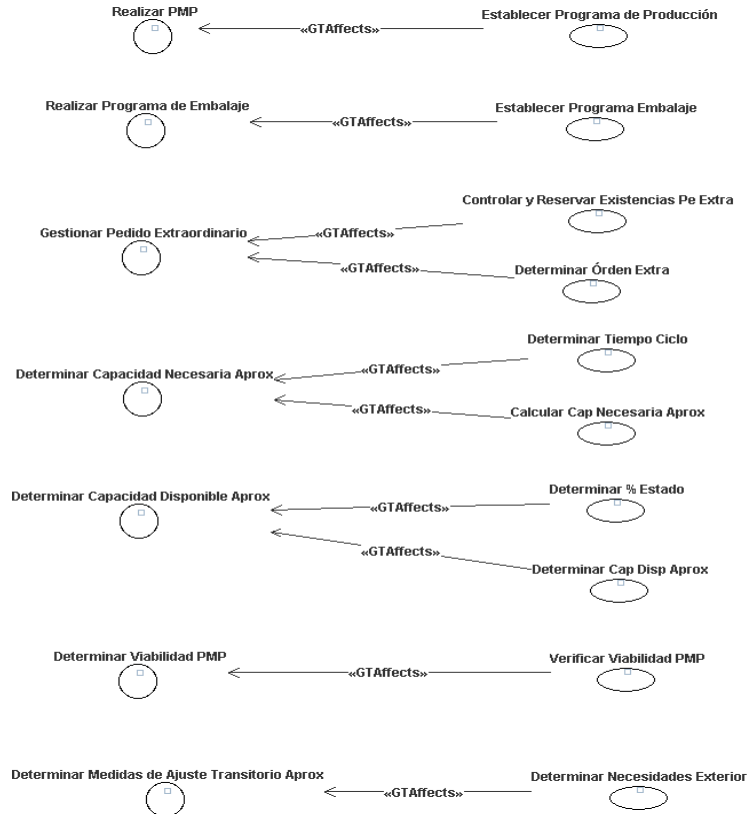 Realizar PMP
Establecer Programa de Producción
«GTAffects»
Realizar Programa de Embalaje
Establecer Programa Embalaje
«GTAffects»
Controlar y Reservar Existencias Pe Extra
Gestionar Pedido Extraordinario
«GTAffects»
«GTAffects»
Determinar Órden Extra
Determinar Tiempo Ciclo
Determinar Capacidad Necesaria Aprox
«GTAffects»
«GTAffects»
Calcular Cap Necesaria Aprox
Determinar % Estado
Determinar Capacidad Disponible Aprox
«GTAffects»
«GTAffects»
Determinar Cap Disp Aprox
Determinar Viabilidad PMP
Verificar Viabilidad PMP
«GTAffects»
Determinar Medidas de Ajuste Transitorio Aprox
Determinar Necesidades Exterior
«GTAffects»